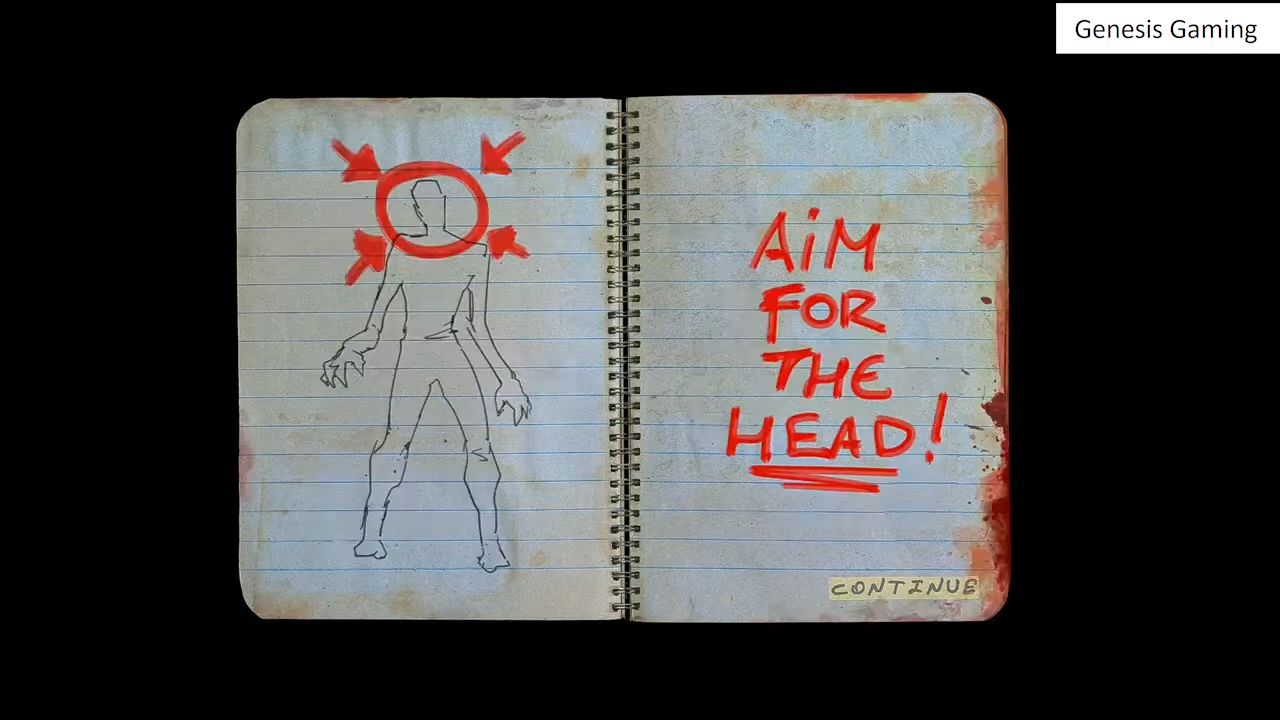 Genesis Gaming
AiM
FOR
THE
HEAD!
CONTINUE